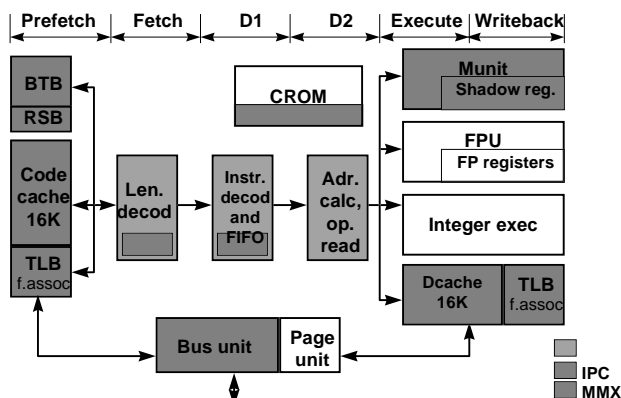 Prefetch Fetch D1 D2 Execute Writeback
BTB
RSB
Code
cache
16K
TLB
f.assoc
Len.
decod
CROM
Instr.
decod
and
FIFO
Adr.
calc,
op.
read
Munit
Shadow reg.
FPU
FP registers
Integer exec
Dcache
16K
TLB
f.assoc
Bus unit
Page
unit
IPC
MMX